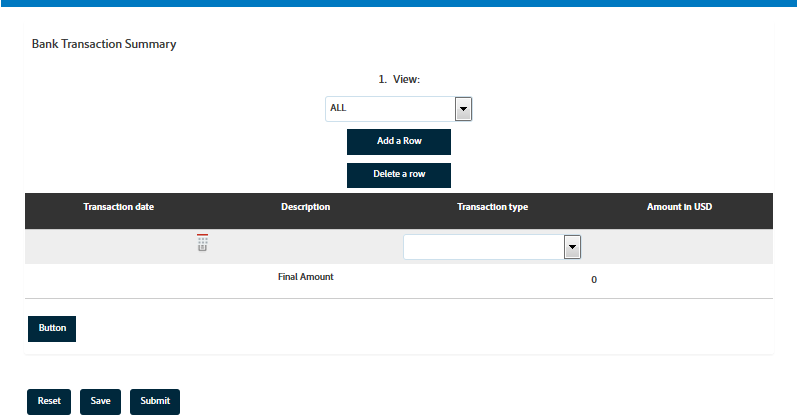 Bank Transaction Summary
1. View:
ALL
Add a Row
Delete a row
Transaction date Description Transaction type Amount in USD
Final Amount 0
Button
Reset Save Submit